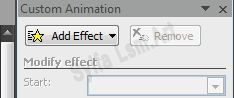 Custom Animation
Add Effect
Remove
Modify effect
Start: